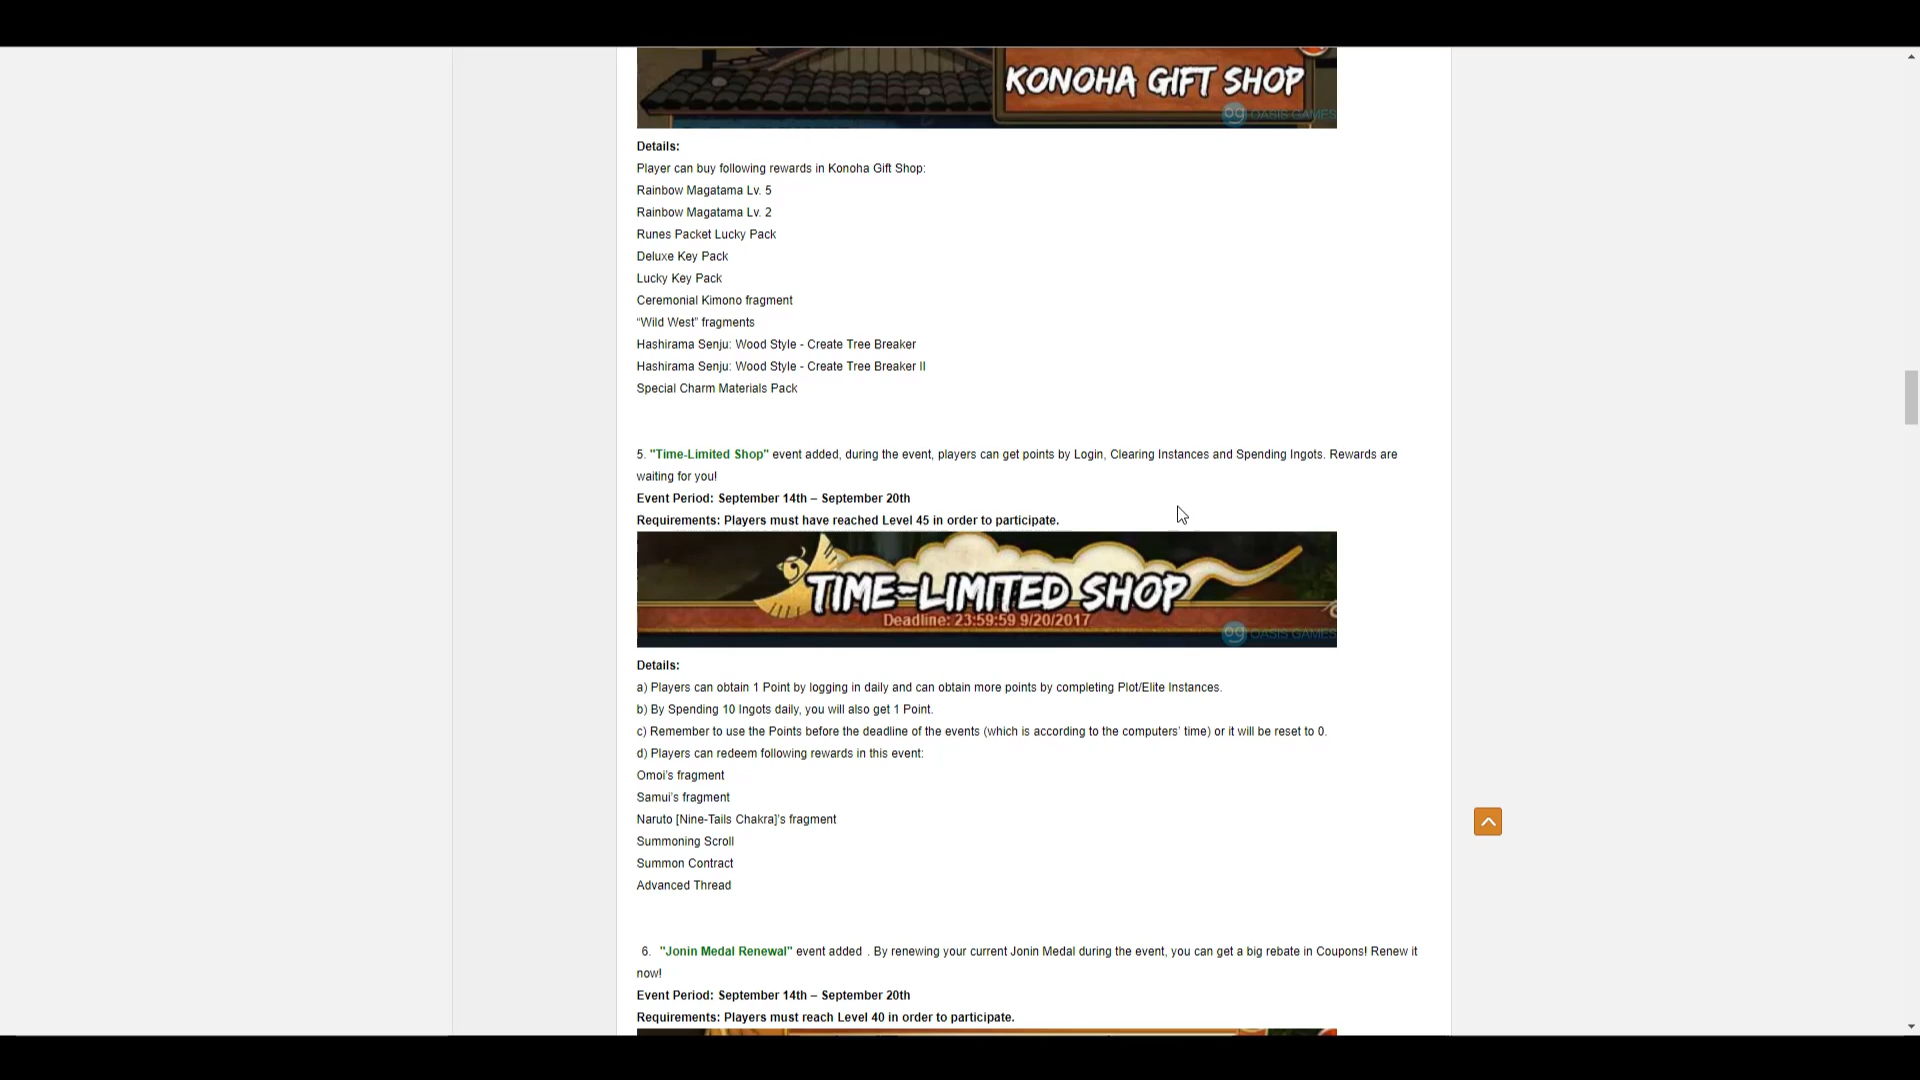 KONOHA GIFT SHOP
OASIS GAMES
Details:
Player can buy following rewards in Konoha Gift Shop:
Rainbow Magatama Lv. 5
Rainbow Magatama Lv. 2
Runes Packet Lucky Pack
Deluxe Key Pack
Lucky Key Pack
Ceremonial Kimono fragment
“Wild West” fragments
Hashirama Senju: Wood Style - Create Tree Breaker
Hashirama Senju: Wood Style - Create Tree Breaker II
Special Charm Materials Pack
5. "Time-Limited Shop" event added, during the event, players can get points by Login, Clearing Instances and Spending Ingots. Rewards are
waiting for you!
Event Period: September 14th – September 20th
Requirements: Players must have reached Level 45 in order to participate.
TIME-LIMITED SHOP
Deadline: 23:59:59 9/20/2017
OASIS GAMES
Details:
a) Players can obtain 1 Point by logging in daily and can obtain more points by completing Plot/Elite Instances.
b) By Spending 10 Ingots daily, you will also get 1 Point.
c) Remember to use the Points before the deadline of the events (which is according to the computers’ time) or it will be reset to 0.
d) Players can redeem following rewards in this event:
Omoi’s fragment
Samui’s fragment
Naruto [Nine-Tails Chakra]’s fragment
Summoning Scroll
Summon Contract
Advanced Thread
6. "Jonin Medal Renewal" event added . By renewing your current Jonin Medal during the event, you can get a big rebate in Coupons! Renew it
now!
Event Period: September 14th – September 20th
Requirements: Players must reach Level 40 in order to participate.